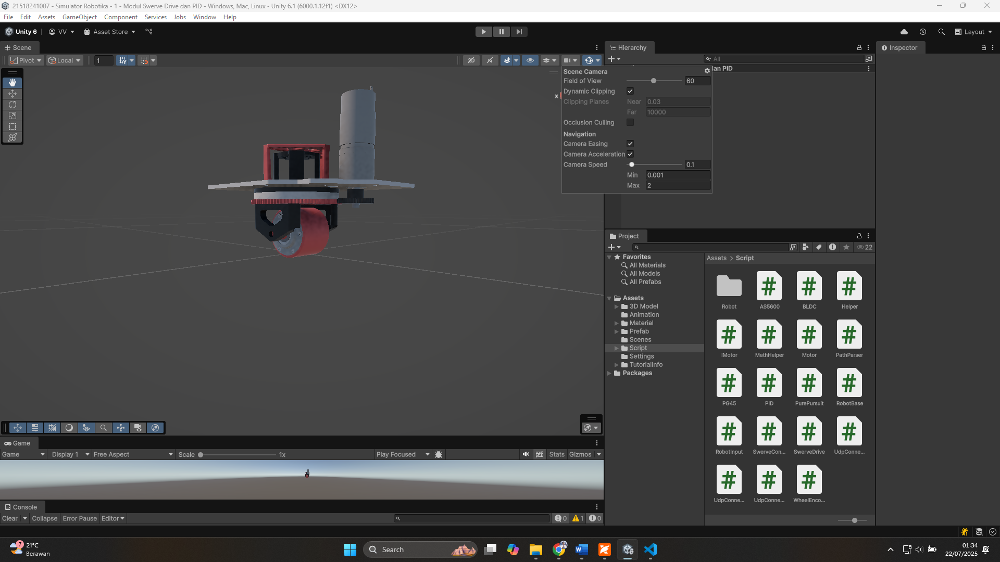 21518241007 - Simulator Robotika - 1 - Modul Swerve Drive dan PID - Windows, Mac, Linux - Unity 6.1 (6000.1.12f1) <DX12>
File Edit Assets GameObject Component Services Jobs Window Help
Unity 6 VV Asset Store Layout
Scene
Pivot Local 1 2D
x
Scene Camera
Field of View 60
Dynamic Clipping
Clipping Planes Near 0.03
Far 10000
Occlusion Culling
Navigation
Camera Easing
Camera Acceleration
Camera Speed 0.1
Min 0.001
Max 2
Hierarchy
All
an PID
Inspector
Project
22
Favorites
All Materials
All Models
All Prefabs
Assets
3D Model
Animation
Material
Prefab
Scenes
Script
Settings
TutorialInfo
Packages
Assets > Script
Robot AS5600 BLDC Helper
IMotor MathHelper Motor PathParser
PG45 PID PurePursuit RobotBase
RobotInput SwerveCon... SwerveDrive UdpConne...
UdpConne... UdpConne... WheelEnco...
Game
Game Display 1 Free Aspect Scale 1x Play Focused Stats Gizmos
Console
Clear Collapse Error Pause Editor 0 1 0
7
21°C
Berawan
Search
01:34
22/07/2025